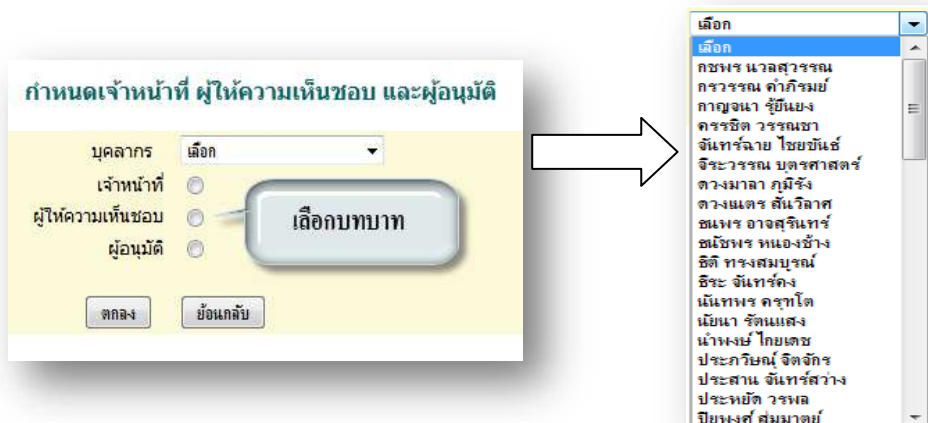 กำหนดเจ้าหน้าที่ ผู้ให้ความเห็นชอบ และผู้อนุมัติ
บุคลากร เลือก
เจ้าหน้าที่
ผู้ให้ความเห็นชอบ
ผู้อนุมัติ
เลือกบทบาท
ตกลง ย้อนกลับ
เลือก
เลือก
กชพร นวลสุวรรณ
กรวรรณ คำภิรมย์
กาญจนา รู้ยืนยง
ครรชิต วรรณชา
จันทร์ฉาย ไชยขันธ์
จีระวรรณ บุตรศาสตร์
ดวงมาลา ภูมิรัง
ดวงเนตร สันวิลาศ
ธนพร อาจสุรินทร์
ธนัชพร หนองช้าง
ธิติ ทรงสมบูรณ์
ธีระ จันทร์คง
นันทพร ครุฑโต
นัยนา รัตนแสง
นำพงษ์ ไกยเดช
ประภวิษณุ์ จิตจักร
ประสาน จันทร์สว่าง
ประหยัด วรพล
ปิยพงศ์ สุ่มมาตย์